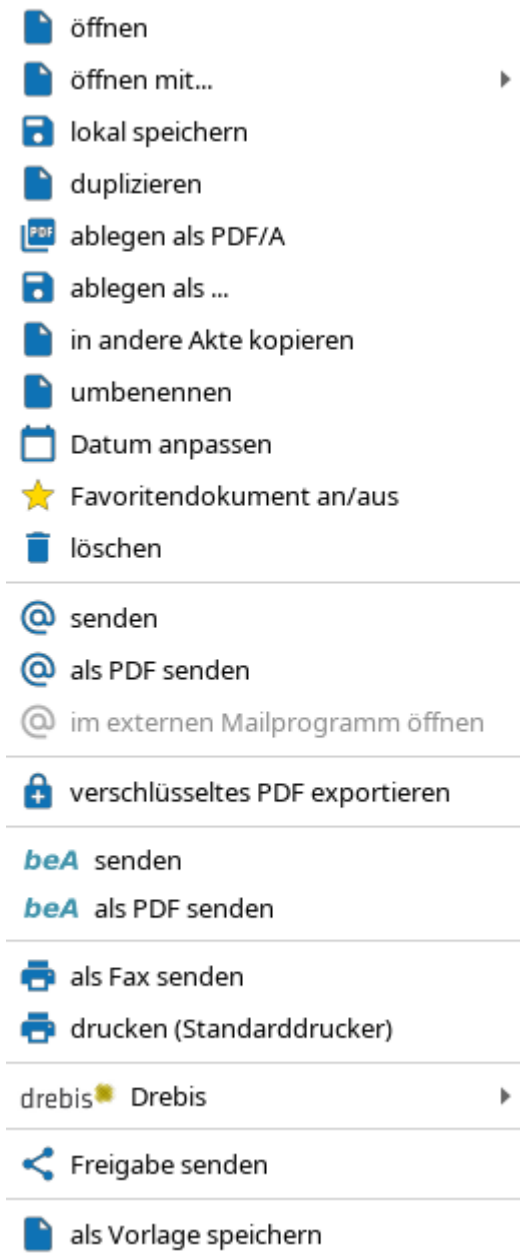 öffnen
öffnen mit...
lokal speichern
duplizieren
PDF ablegen als PDF/A
ablegen als ...
in andere Akte kopieren
umbenennen
Datum anpassen
Favoritendokument an/aus
löschen
@ senden
@ als PDF senden
@ im externen Mailprogramm öffnen
verschlüsseltes PDF exportieren
beA senden
beA als PDF senden
als Fax senden
drucken (Standarddrucker)
drebis Drebis
Freigabe senden
als Vorlage speichern